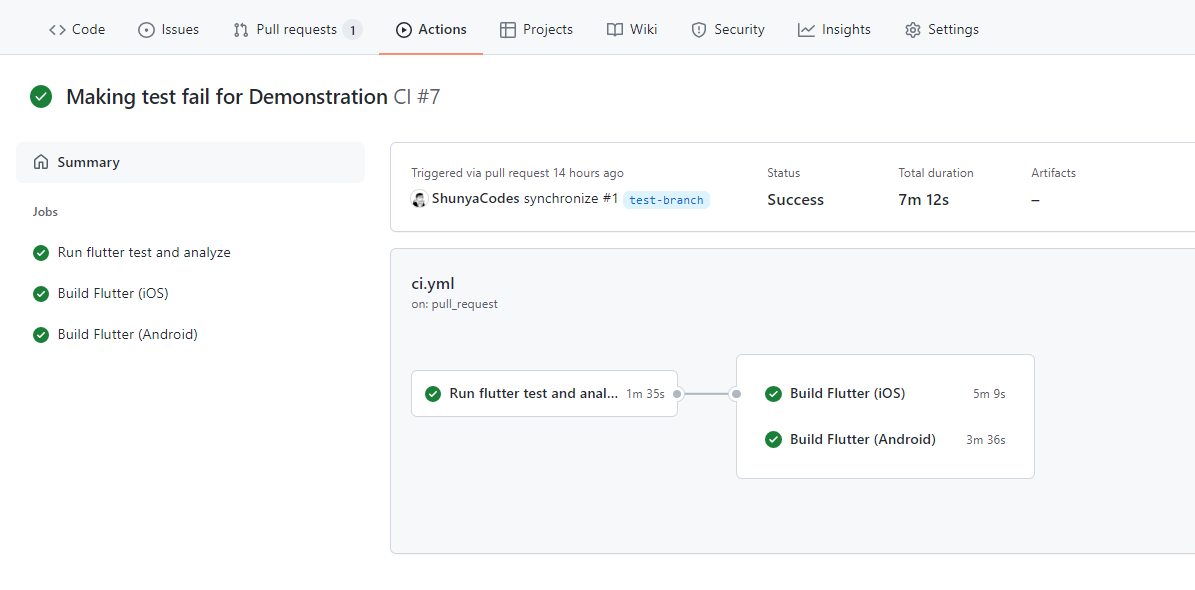 Code Issues Pull requests 1 Actions Projects Wiki Security Insights Settings
Making test fail for Demonstration CI #7
Summary
Jobs
Run flutter test and analyze
Build Flutter (iOS)
Build Flutter (Android)
Triggered via pull request 14 hours ago
ShunyaCodes synchronize #1 test-branch
Status
Success
Total duration
7m 12s
Artifacts
–
ci.yml
on: pull_request
Run flutter test and anal... 1m 35s
Build Flutter (iOS) 5m 9s
Build Flutter (Android) 3m 36s